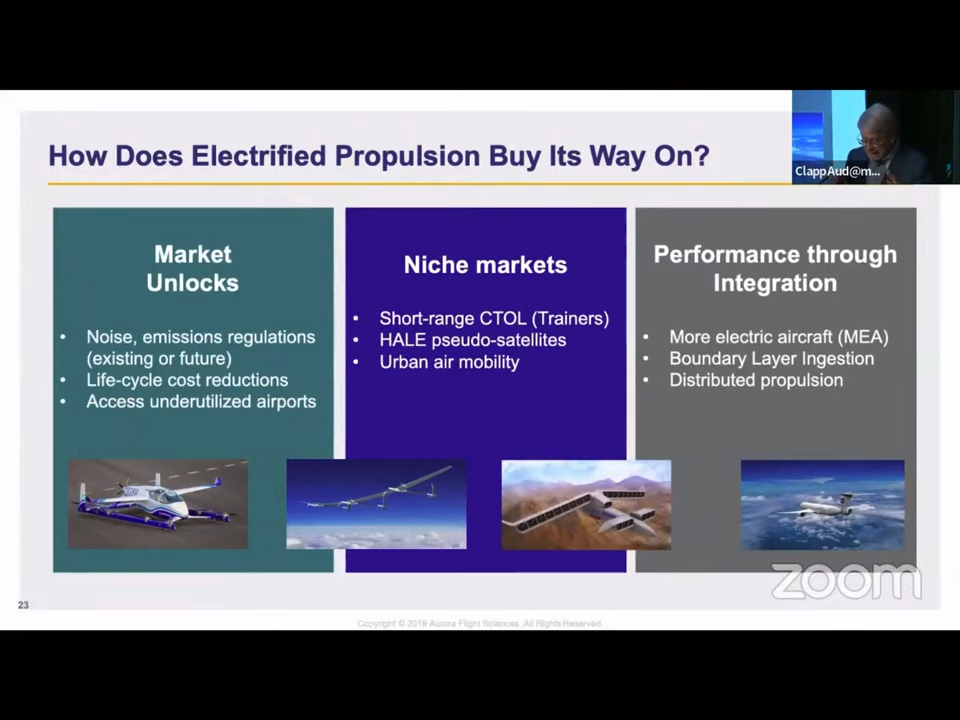 How Does Electrified Propulsion Buy Its Way On?
ClappAud@m...
Market
Unlocks
• Noise, emissions regulations
(existing or future)
• Life-cycle cost reductions
• Access underutilized airports
Niche markets
• Short-range CTOL (Trainers)
• HALE pseudo-satellites
• Urban air mobility
Performance through
Integration
• More electric aircraft (MEA)
• Boundary Layer Ingestion
• Distributed propulsion
zoom
23
Copyright © 2019 Aurora Flight Sciences. All Rights Reserved.